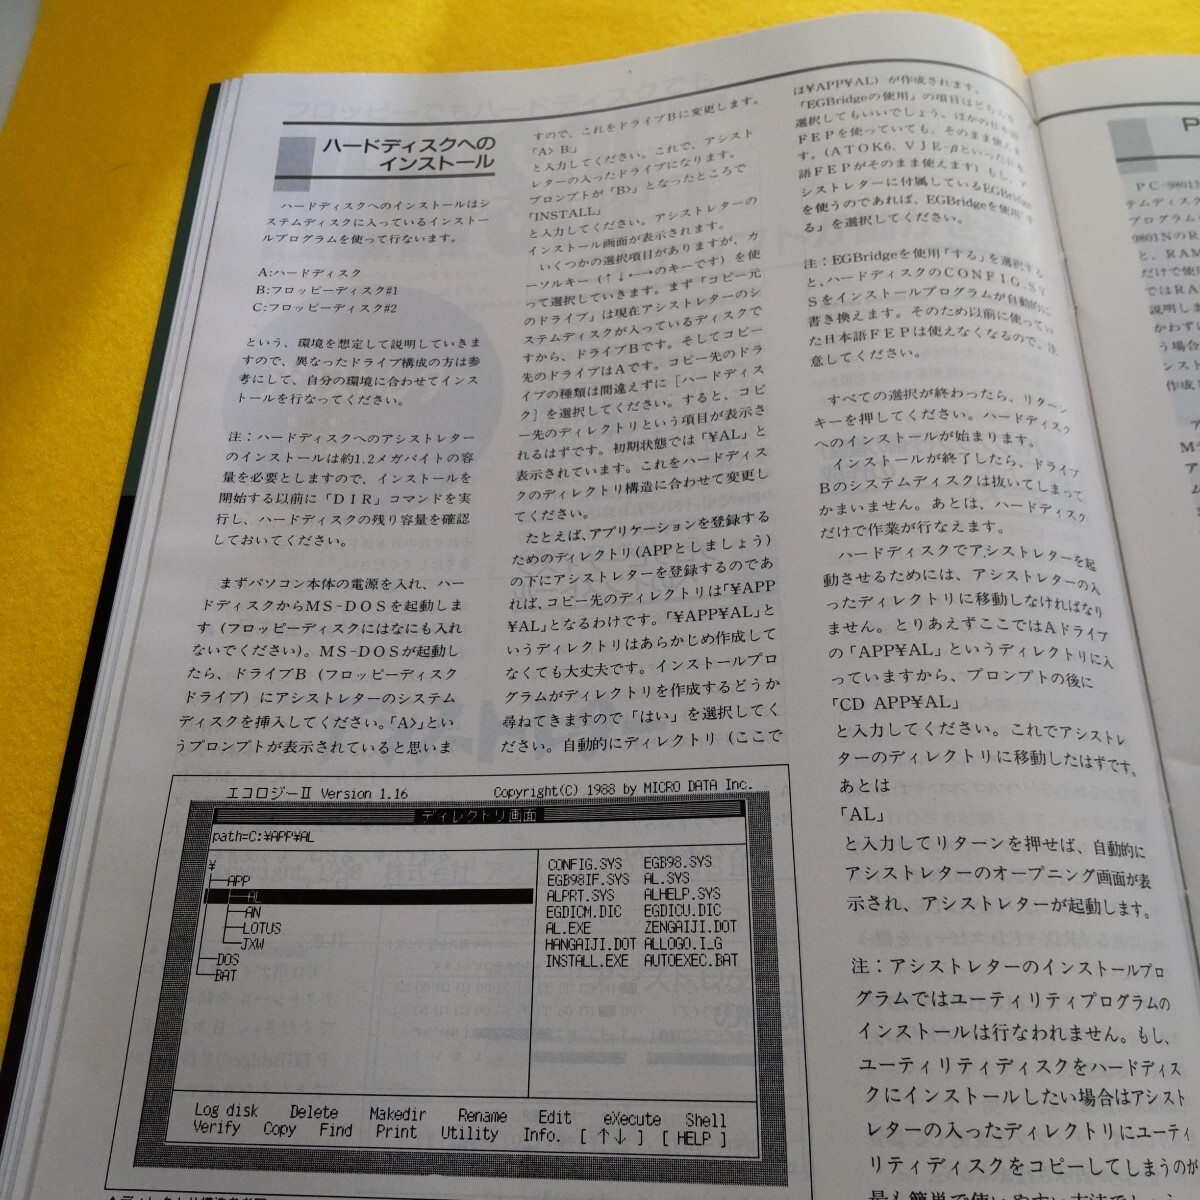 ハードディスクへの
インストール
ハードディスクへのインストールはシ
ステムディスクに入っているインストー
ルプログラムを使って行ないます。
A:ハードディスク
B:フロッピーディスク#1
C:フロッピーディスク#2
という、環境を想定して説明していきま
すので、異なったドライブ構成の方は参
考にして、自分の環境に合わせてインス
トールを行なってください。
注：ハードディスクへのアシストレター
のインストールは約1.2メガバイトの容
量を必要としますので、インストールを
開始する以前に「DIR」コマンドを実
行し、ハードディスクの残り容量を確認
しておいてください。
まずパソコン本体の電源を入れ、ハー
ドディスクからMS-DOSを起動しま
す（フロッピーディスクにはなにも入れ
ないでください）。MS-DOSが起動し
たら、ドライブB（フロッピーディスク
ドライブ）にアシストレターのシステム
ディスクを挿入してください。「A>」とい
うプロンプトが表示されていると思いま
すので、これをドライブBに変更します。
「A> B:」
と入力してください。これで、アシスト
レターの入ったドライブになります。
プロンプトが「B>」となったところで
「INSTALL」
と入力してください。アシストレターの
インストール画面が表示されます。
いくつかの選択項目がありますが、カ
ーソルキー（↑↓←→のキーです）を使
って選択していきます。まず「コピー元
のドライブ」は現在アシストレターのシ
ステムディスクが入っているディスクで
すから、ドライブBです。そしてコピー
先のドライブはAです。コピー先のドラ
イブの種類は間違えずに［ハードディス
ク］を選択してください。すると、コピ
ー先のディレクトリという項目が表示さ
れるはずです。初期状態では「¥AL」と
表示されています。これをハードディス
クのディレクトリ構造に合わせて変更し
てください。
たとえば、アプリケーションを登録する
ためのディレクトリ(APPとしましょう)
の下にアシストレターを登録するのであ
れば、コピー先のディレクトリは「¥APP
¥AL」となるわけです。「¥APP¥AL」と
いうディレクトリはあらかじめ作成して
なくても大丈夫です。インストールプロ
グラムがディレクトリを作成するどうか
尋ねてきますので「はい」を選択してく
ださい。自動的にディレクトリ（ここで
は¥APP¥AL）が作成されます。
「EGBridgeの使用」の項目はどちらを
選択してもいいでしょう。ほかの日本語
FEPを使っていても、そのまま使えま
す。(ATOK6、VJE-βといった日本
語FEPがそのまま使えます）もし、ア
シストレターに付属しているEGBridge
を使うのであれば、EGBridgeを使用「す
る」を選択してください。
注：EGBridgeを使用「する」を選択する
と、ハードディスクのCONFIG.SY
Sをインストールプログラムが自動的に
書き換えます。そのため以前に使ってい
た日本語FEPは使えなくなるので、注
意してください。
すべての選択が終わったら、リターン
キーを押してください。ハードディスク
へのインストールが始まります。
インストールが終了したら、ドライブ
Bのシステムディスクは抜いてしまって
かまいません。あとは、ハードディスク
だけで作業が行なえます。
ハードディスクでアシストレターを起
動させるためには、アシストレターの入
ったディレクトリに移動しなければなり
ません。とりあえずここではAドライブ
の「APP¥AL」というディレクトリに入
っていますから、プロンプトの後に
「CD APP¥AL」
と入力してください。これでアシストレ
ターのディレクトリに移動したはずです。
あとは
「AL」
と入力してリターンを押せば、自動的に
アシストレターのオープニング画面が表
示され、アシストレターが起動します。
注：アシストレターのインストールプロ
グラムではユーティリティプログラムの
インストールは行なわれません。もし、
ユーティリティディスクをハードディス
クにインストールしたい場合はアシスト
レターの入ったディレクトリにユーティ
リティディスクをコピーしてしまうのが
エコロジーII Version 1.16 Copyright(C) 1988 by MICRO DATA Inc.
ディレクトリ画面
path=C:¥APP¥AL
¥
APP
AL
AN
LOTUS
JXW
DOS
BAT
CONFIG.SYS EGB98.SYS
EGB98IF.SYS AL.SYS
ALPRT.SYS ALHELP.SYS
EGDICM.DIC EGDICU.DIC
AL.EXE ZENGAIJI.DOT
HANGAIJI.DOT ALLOGO.I_G
INSTALL.EXE AUTOEXEC.BAT
Log disk Delete Makedir Rename Edit eXecute Shell
Verify Copy Find Print Utility Info. [ ↑↓ ] [ HELP ]
P
PC-9801N
テムディスク
プログラム
9801NのR
と、RAM
だけで使
ではRA
説明しま
かわずに
う場合
ンスト
作成